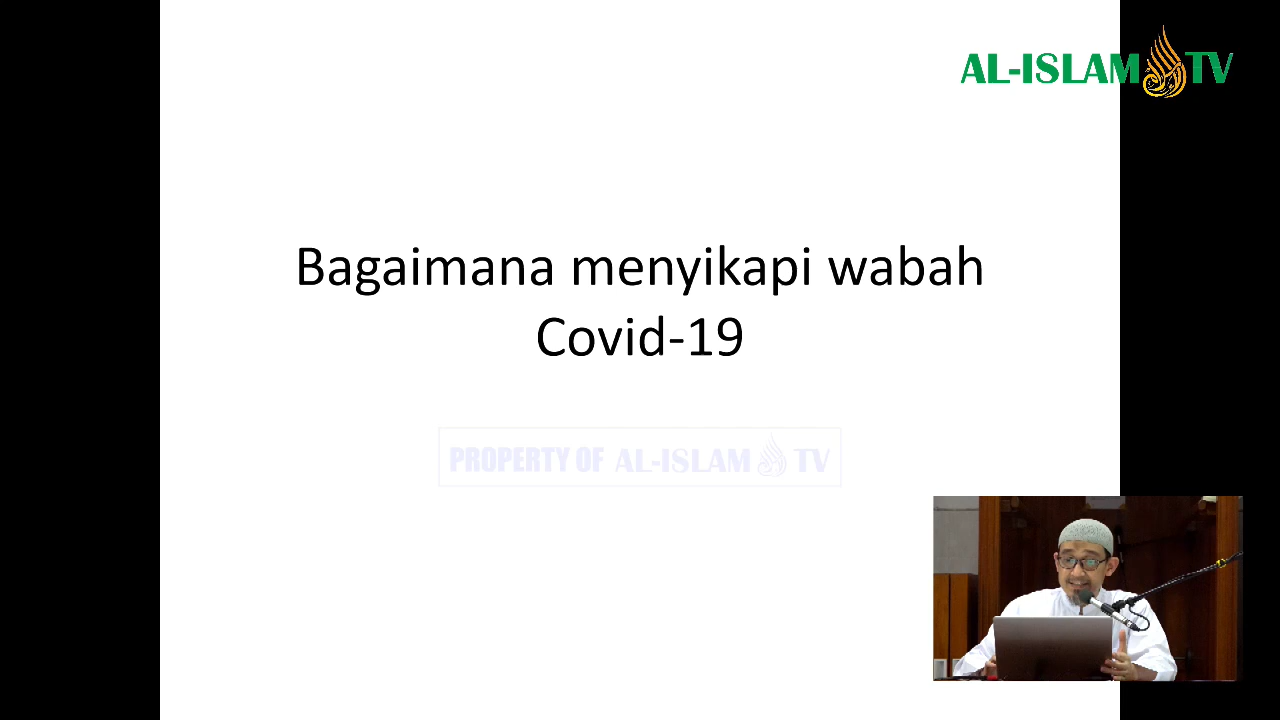 AL-ISLAM TV
Bagaimana menyikapi wabah
Covid-19
PROPERTY OF AL-ISLAM TV